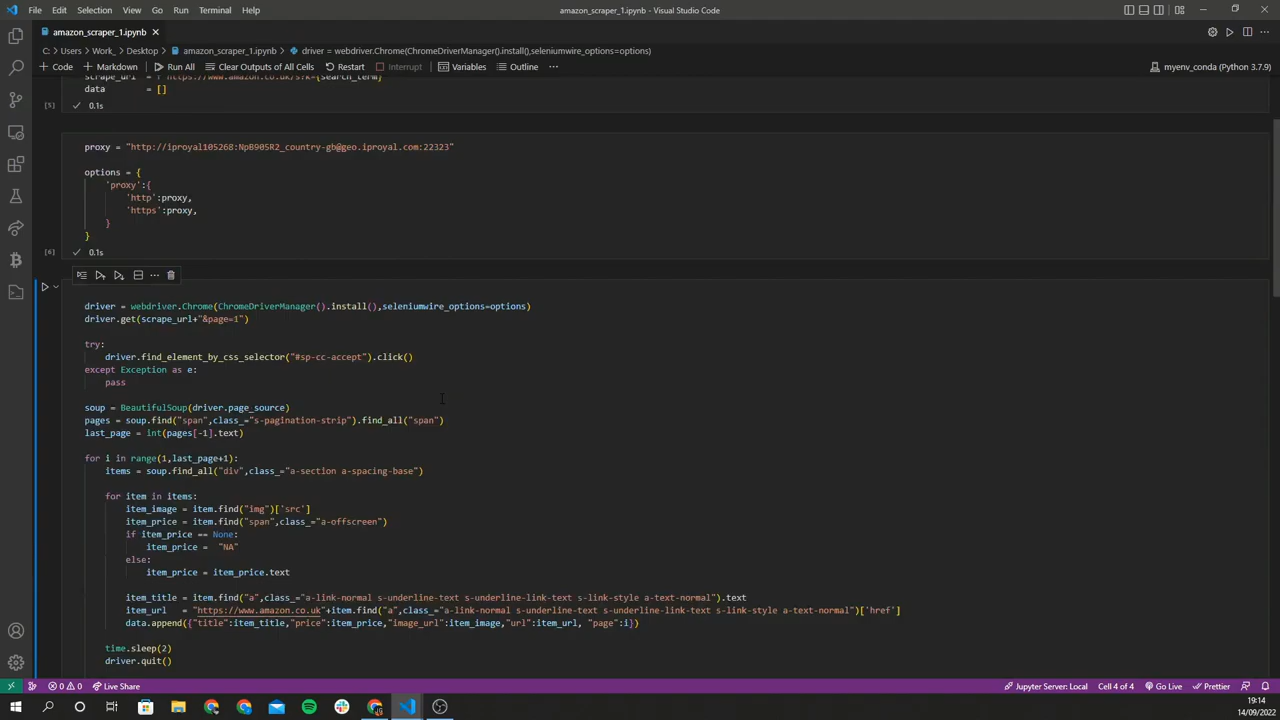 File Edit Selection View Go Run Terminal Help
amazon_scraper_1.ipynb - Visual Studio Code
amazon_scraper_1.ipynb
C: > Users > Work_ > Desktop > amazon_scraper_1.ipynb > driver = webdriver.Chrome(ChromeDriverManager().install(),seleniumwire_options=options)
+ Code + Markdown Run All Clear Outputs of All Cells Restart Interrupt Variables Outline ... myenv_conda (Python 3.7.9)
scrape_url = f"https://www.amazon.co.uk/s?k={search_term}"
data = []
[5] 0.1s
proxy = "http://iproyal105268:NpB905R2_country-gb@geo.iproyal.com:22323"
options = {
'proxy':{
'http':proxy,
'https':proxy,
}
}
[6] 0.1s
driver = webdriver.Chrome(ChromeDriverManager().install(),seleniumwire_options=options)
driver.get(scrape_url+"&page=1")
try:
driver.find_element_by_css_selector("#sp-cc-accept").click()
except Exception as e:
pass
soup = BeautifulSoup(driver.page_source)
pages = soup.find("span",class_="s-pagination-strip").find_all("span")
last_page = int(pages[-1].text)
for i in range(1,last_page+1):
items = soup.find_all("div",class_="a-section a-spacing-base")
for item in items:
item_image = item.find("img")['src']
item_price = item.find("span",class_="a-offscreen")
if item_price == None:
item_price = "NA"
else:
item_price = item_price.text
item_title = item.find("a",class_="a-link-normal s-underline-text s-underline-link-text s-link-style a-text-normal").text
item_url = "https://www.amazon.co.uk"+item.find("a",class_="a-link-normal s-underline-text s-underline-link-text s-link-style a-text-normal")['href']
data.append({"title":item_title,"price":item_price,"image_url":item_image,"url":item_url, "page":i})
time.sleep(2)
driver.quit()
0 0 Live Share Jupyter Server: Local Cell 4 of 4 Go Live Prettier
19:14
14/09/2022